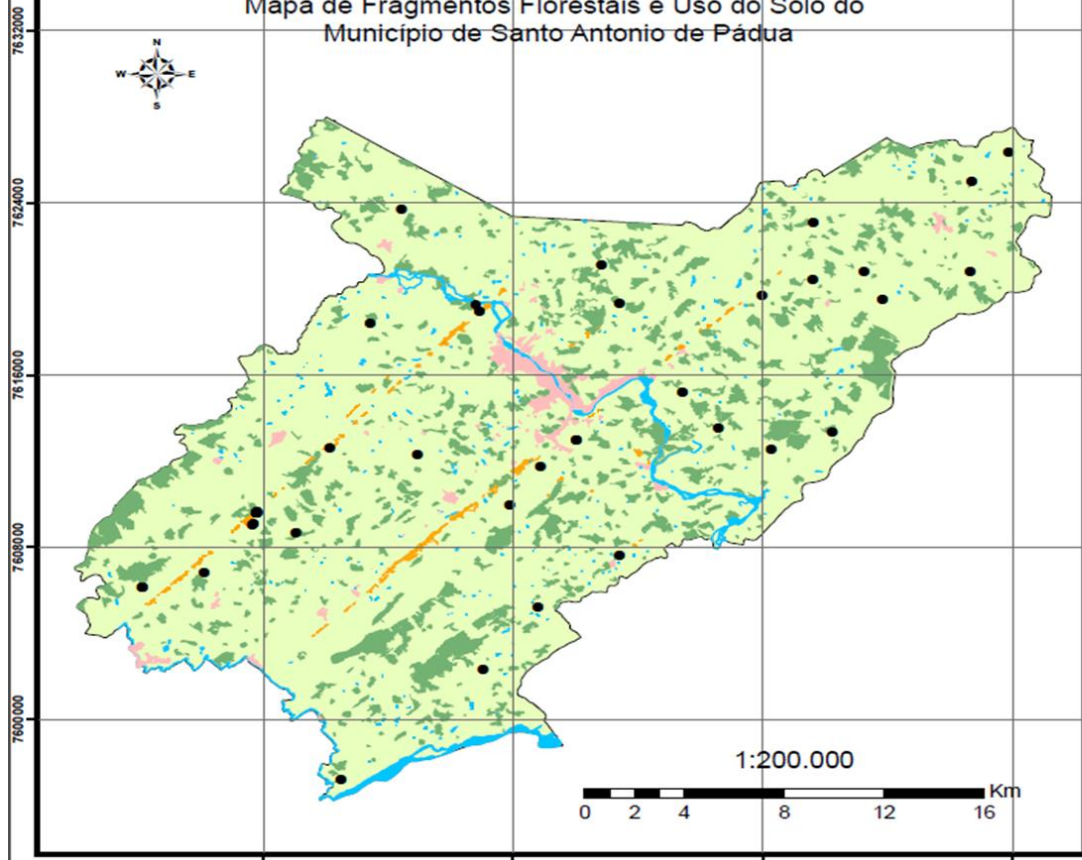 Mapa de Fragmentos Florestais e Uso do Solo do
Município de Santo Antonio de Pádua
7632000
N
W E
S
7624000
7616000
7608000
7600000
1:200.000
Km
0 2 4 8 12 16